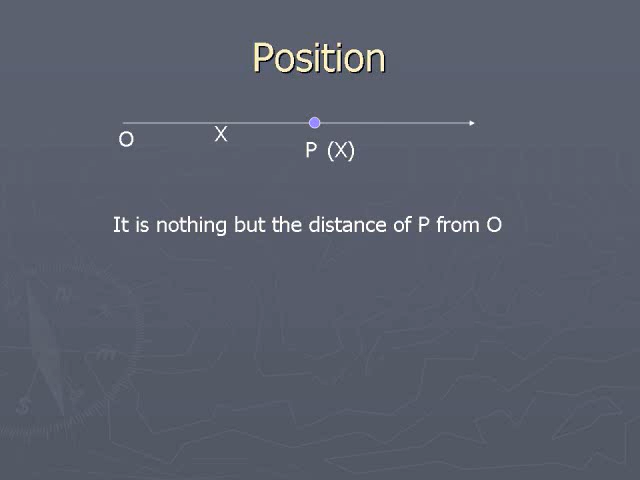 Position
O
X
P (X)
It is nothing but the distance of P from O